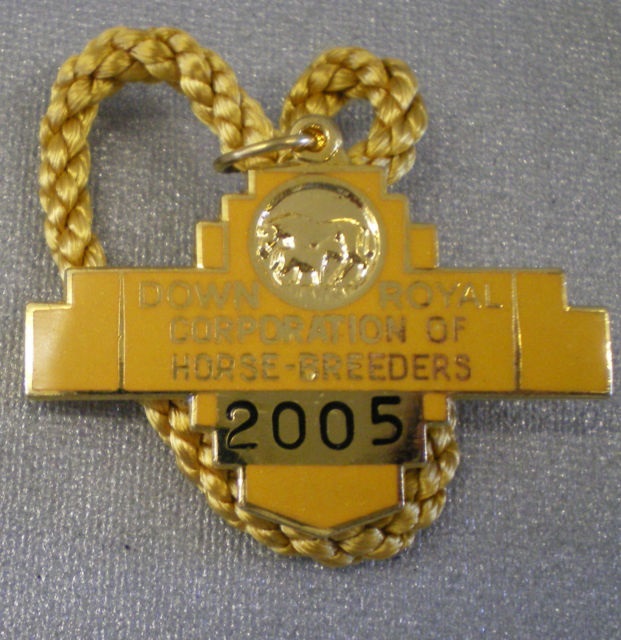 DOWN ROYAL
CORPORATION OF
HORSE-BREEDERS
2005